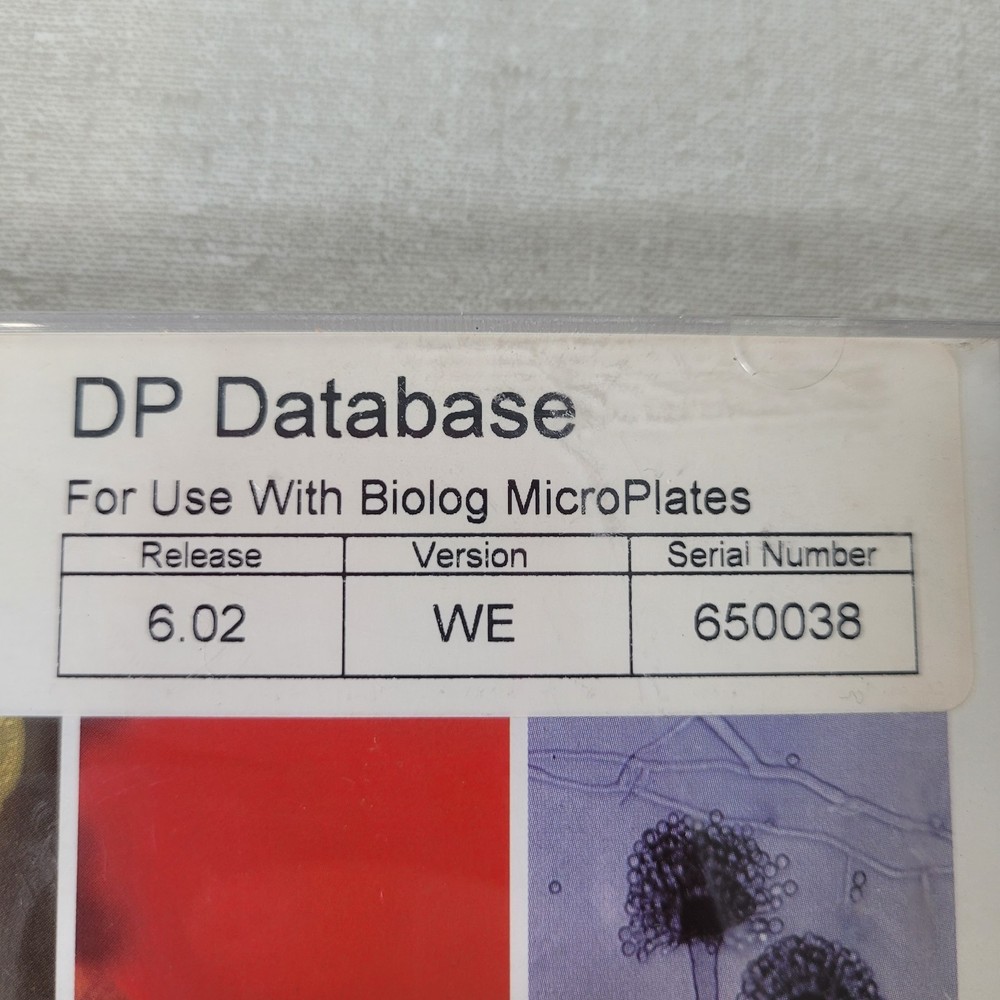 DP Database
For Use With Biolog MicroPlates
Release Version Serial Number
6.02 WE 650038